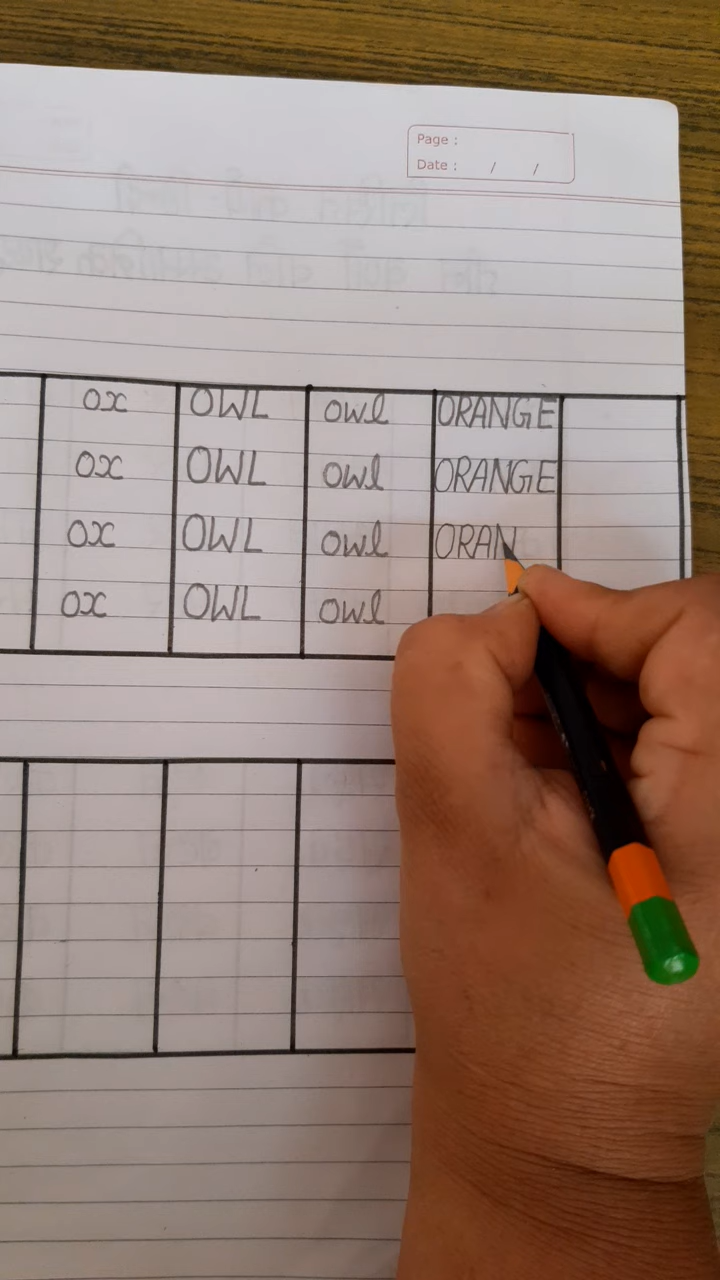 Page :
Date : / /
ox OWL owl ORANGE
ox OWL owl ORANGE
ox OWL owl ORAN
ox OWL owl